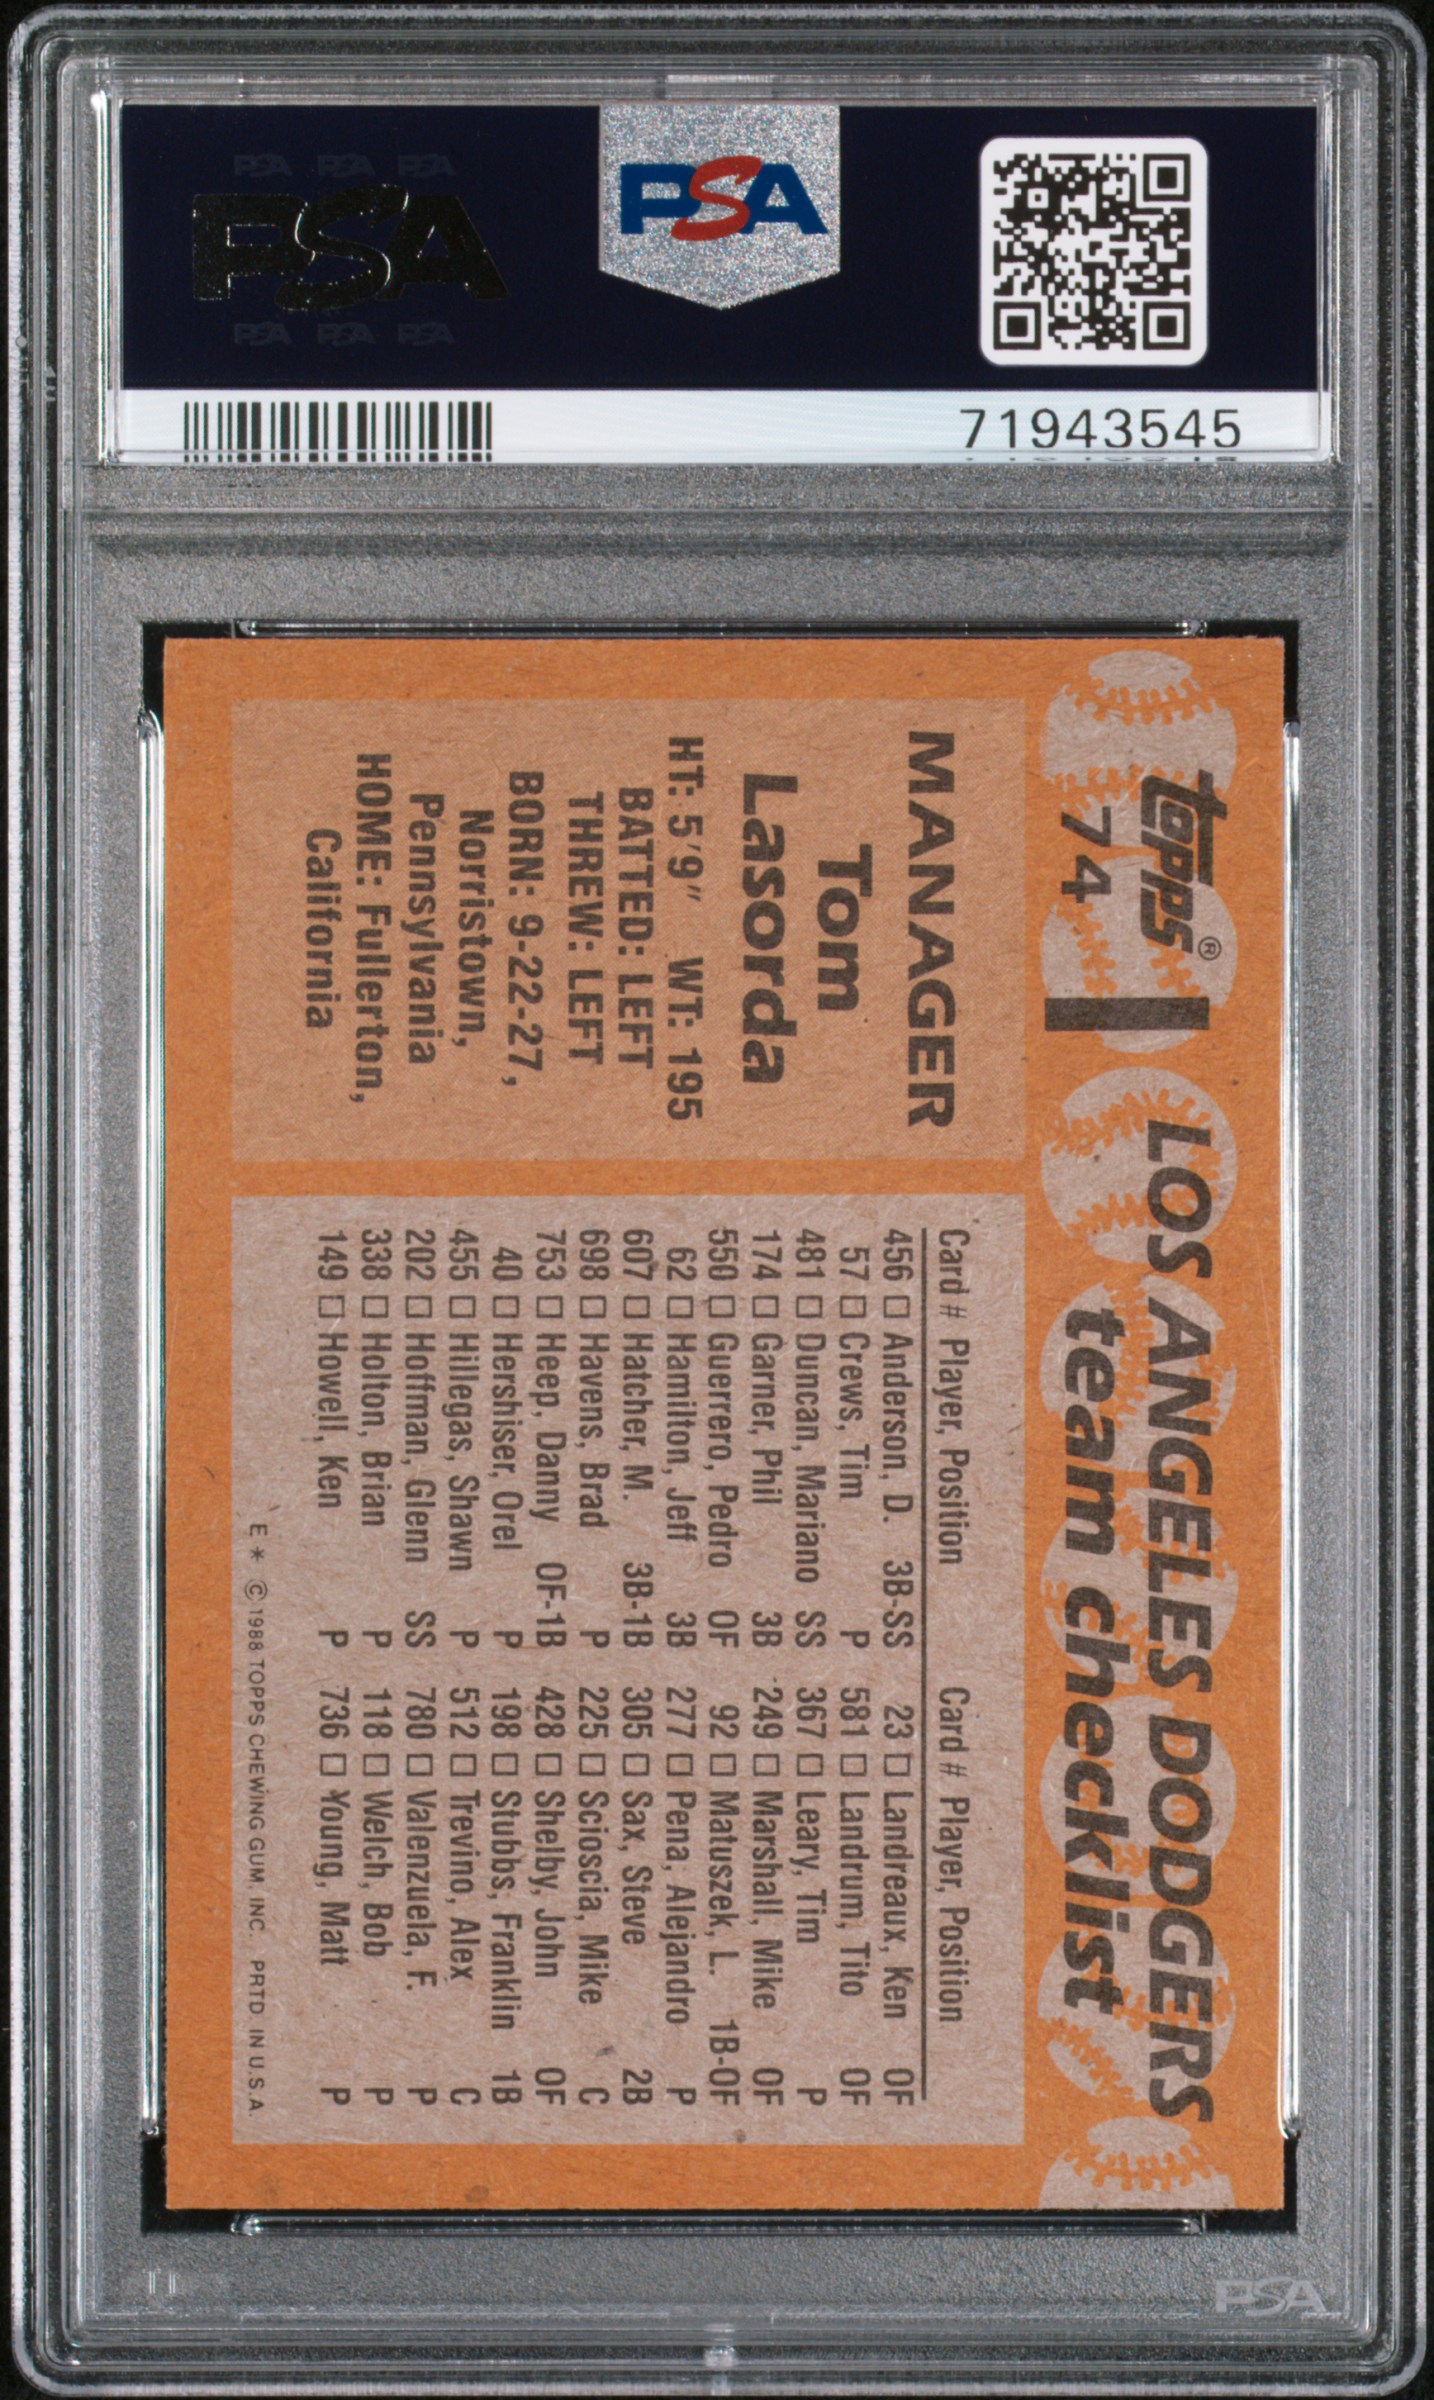 PSA PSA PSA
PSA
PSA PSA PSA
PSA
71943545
topps®
74
LOS ANGELES DODGERS
team checklist
MANAGER
Tom
Lasorda
HT: 5'9" WT: 195
BATTED: LEFT
THREW: LEFT
BORN: 9-22-27,
Norristown,
Pennsylvania
HOME: Fullerton,
California
Card # Player, Position
456 □ Anderson, D. 3B-SS
57 □ Crews, Tim P
481 □ Duncan, Mariano SS
174 □ Garner, Phil 3B
550 □ Guerrero, Pedro OF
62 □ Hamilton, Jeff 3B
607 □ Hatcher, M. 3B-1B
698 □ Havens, Brad P
753 □ Heep, Danny OF-1B
40 □ Hershiser, Orel P
455 □ Hillegas, Shawn P
202 □ Hoffman, Glenn SS
338 □ Holton, Brian P
149 □ Howell, Ken P
Card # Player, Position
23 □ Landreaux, Ken OF
581 □ Landrum, Tito OF
367 □ Leary, Tim P
249 □ Marshall, Mike OF
92 □ Matuszek, L. 1B-OF
277 □ Pena, Alejandro P
305 □ Sax, Steve 2B
225 □ Scioscia, Mike C
428 □ Shelby, John OF
198 □ Stubbs, Franklin 1B
512 □ Trevino, Alex C
780 □ Valenzuela, F. P
118 □ Welch, Bob P
736 □ Young, Matt P
E* © 1988 TOPPS CHEWING GUM, INC. PRTD IN U.S.A.
PSA